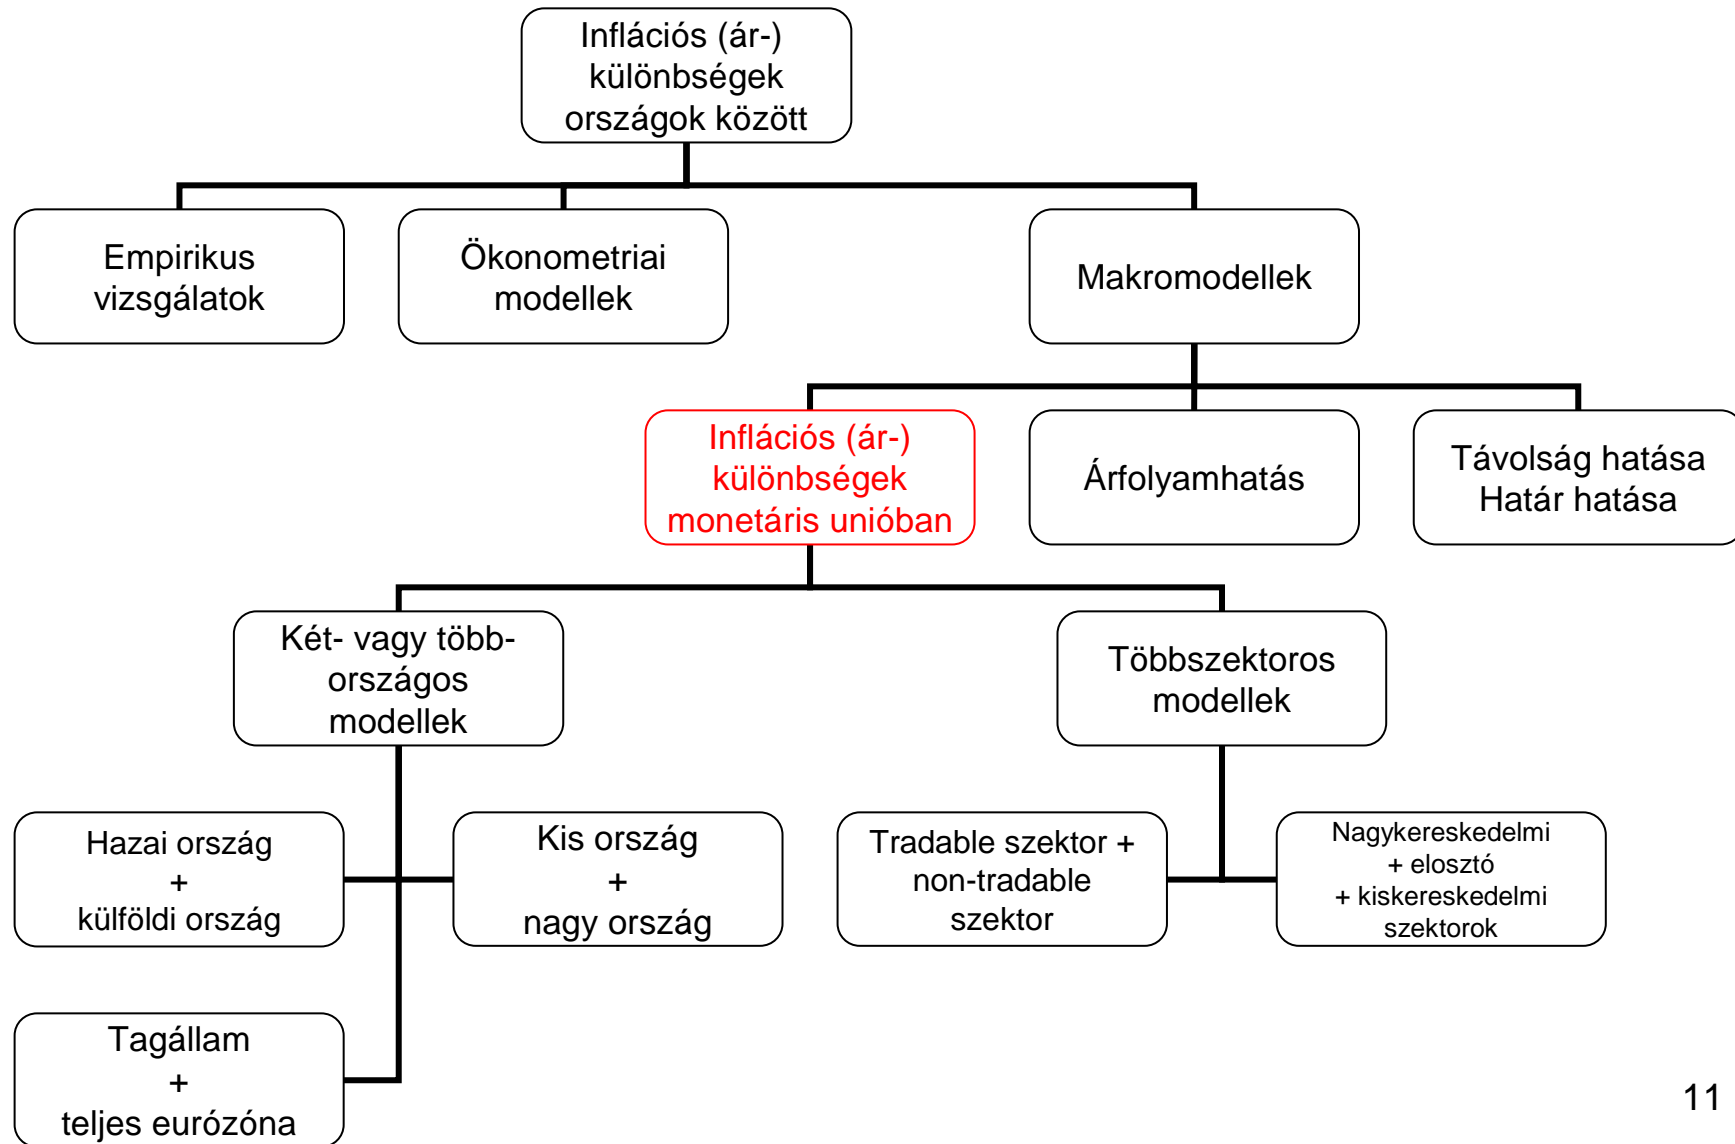 Inflációs (ár-)
különbségek
országok között
Empirikus
vizsgálatok
Ökonometriai
modellek
Makromodellek
Inflációs (ár-)
különbségek
monetáris unióban
Árfolyamhatás
Távolság hatása
Határ hatása
Két- vagy több-
országos
modellek
Többszektoros
modellek
Hazai ország
+
külföldi ország
Kis ország
+
nagy ország
Tradable szektor +
non-tradable
szektor
Nagykereskedelmi
+ elosztó
+ kiskereskedelmi
szektorok
Tagállam
+
teljes eurózóna
11